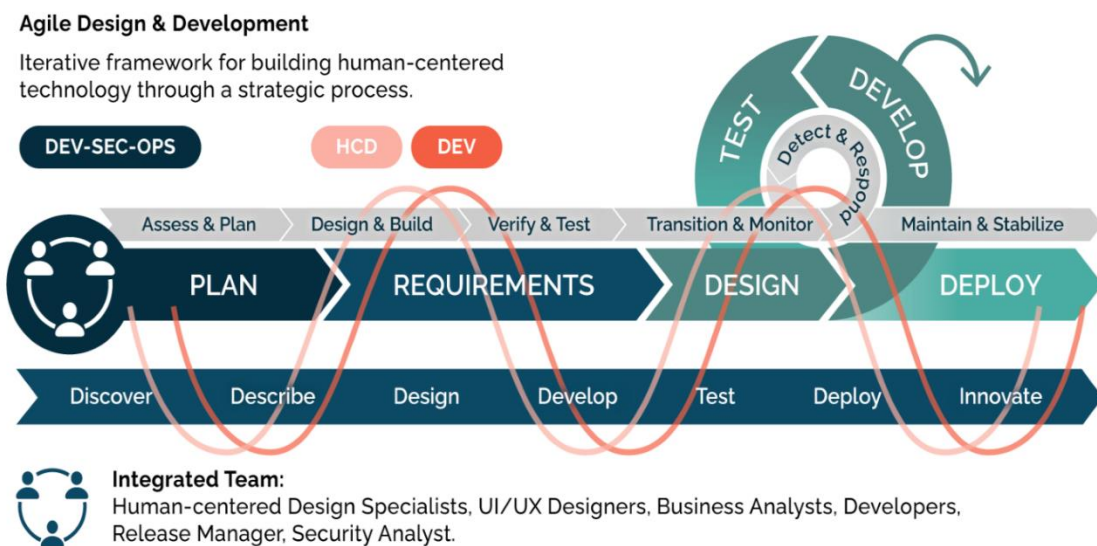 Agile Design & Development
Iterative framework for building human-centered
technology through a strategic process.
DEV-SEC-OPS
HCD
DEV
TEST
DEVELOP
Detect & Respond
Assess & Plan
Design & Build
Verify & Test
Transition & Monitor
Maintain & Stabilize
PLAN
REQUIREMENTS
DESIGN
DEPLOY
Discover
Describe
Design
Develop
Test
Deploy
Innovate
Integrated Team:
Human-centered Design Specialists, UI/UX Designers, Business Analysts, Developers,
Release Manager, Security Analyst.